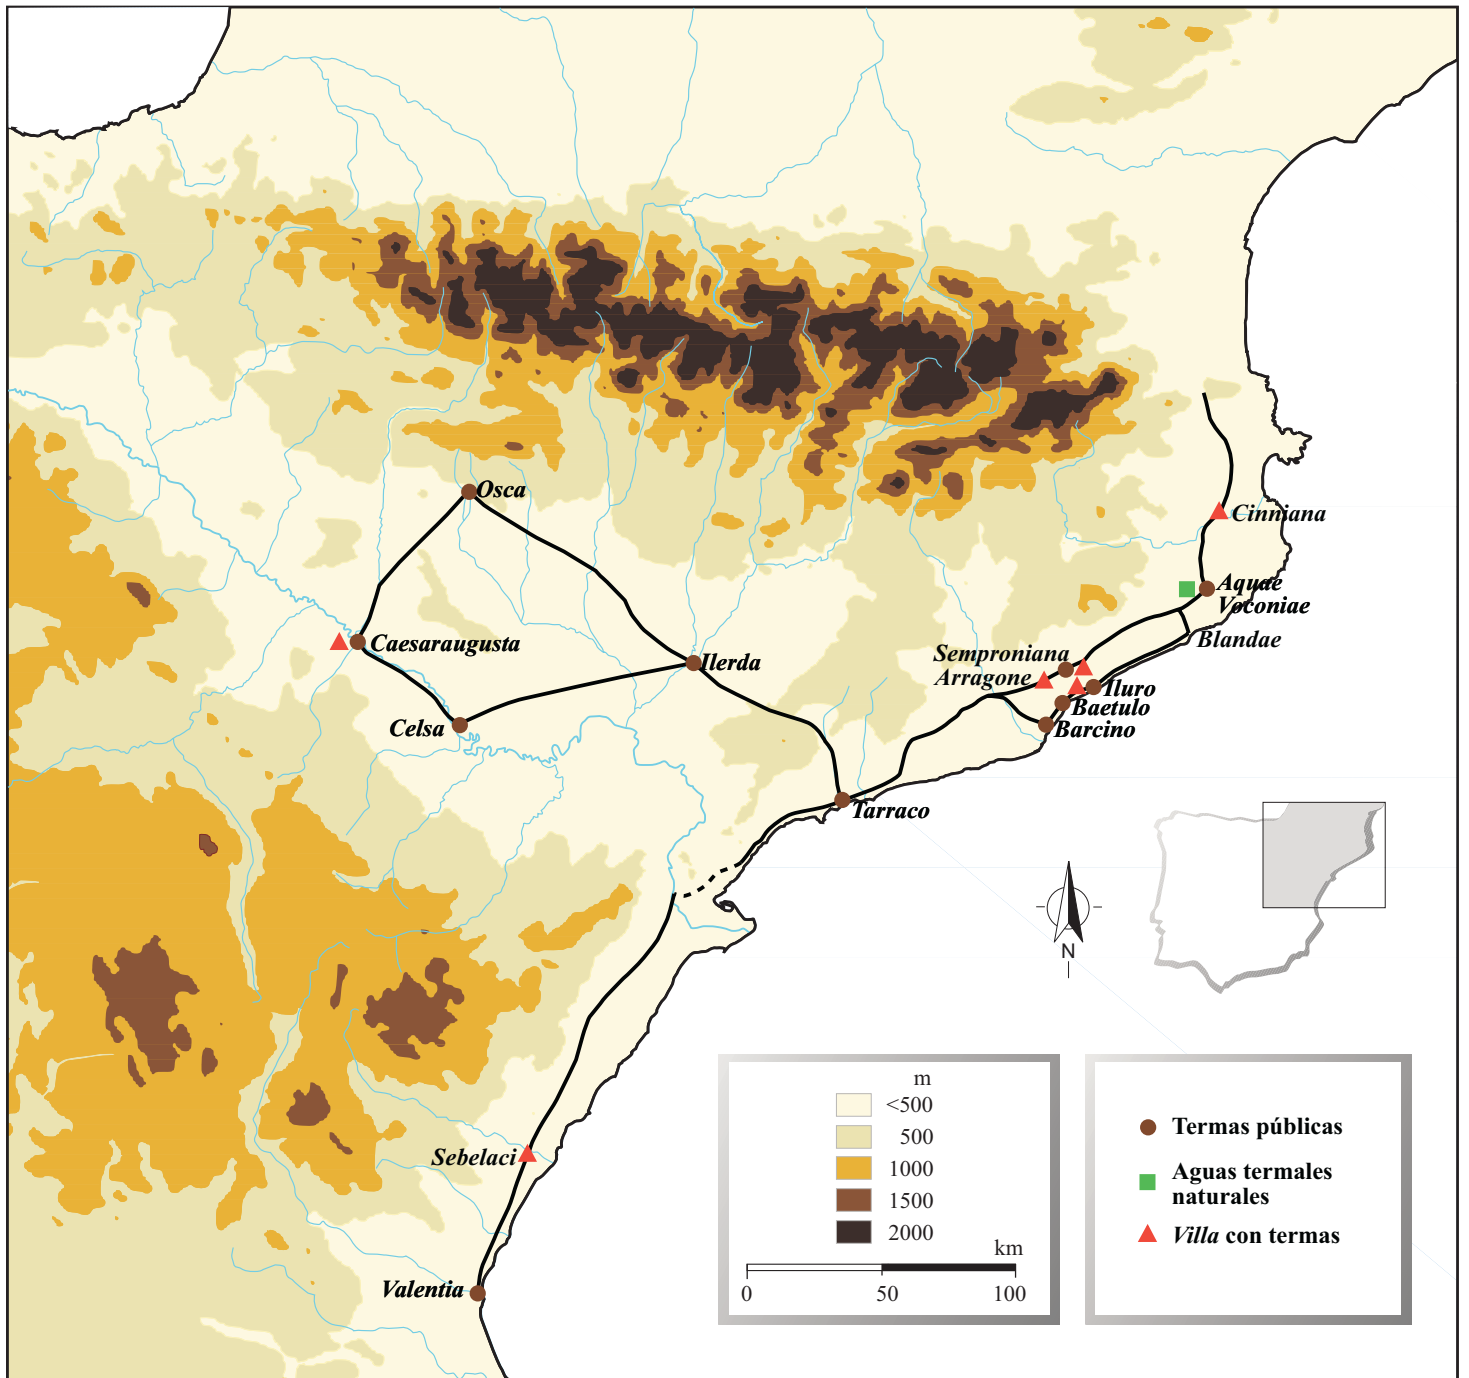 Osca
Cinniana
Aquae
Voconiae
Blandae
Caesaraugusta
Ilerda
Semproniana
Arragone
Iluro
Baetulo
Barcino
Celsa
Tarraco
N
Sebelaci
Valentia
m
<500
500
1000
1500
2000
km
0 50 100
Termas públicas
Aguas termales
naturales
Villa con termas